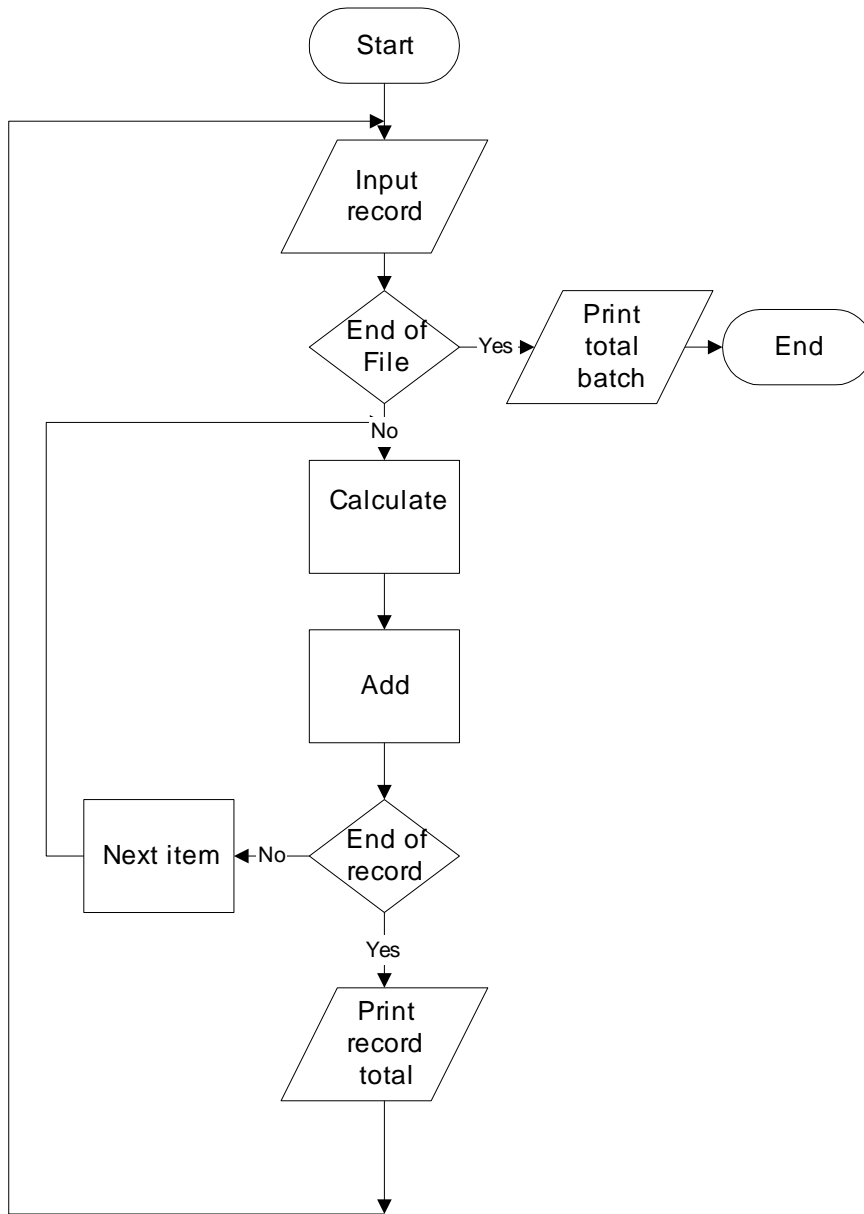 Start
Input
record
End of
File
Yes
Print
total
batch
End
No
Calculate
Add
End of
record
No
Next item
Yes
Print
record
total